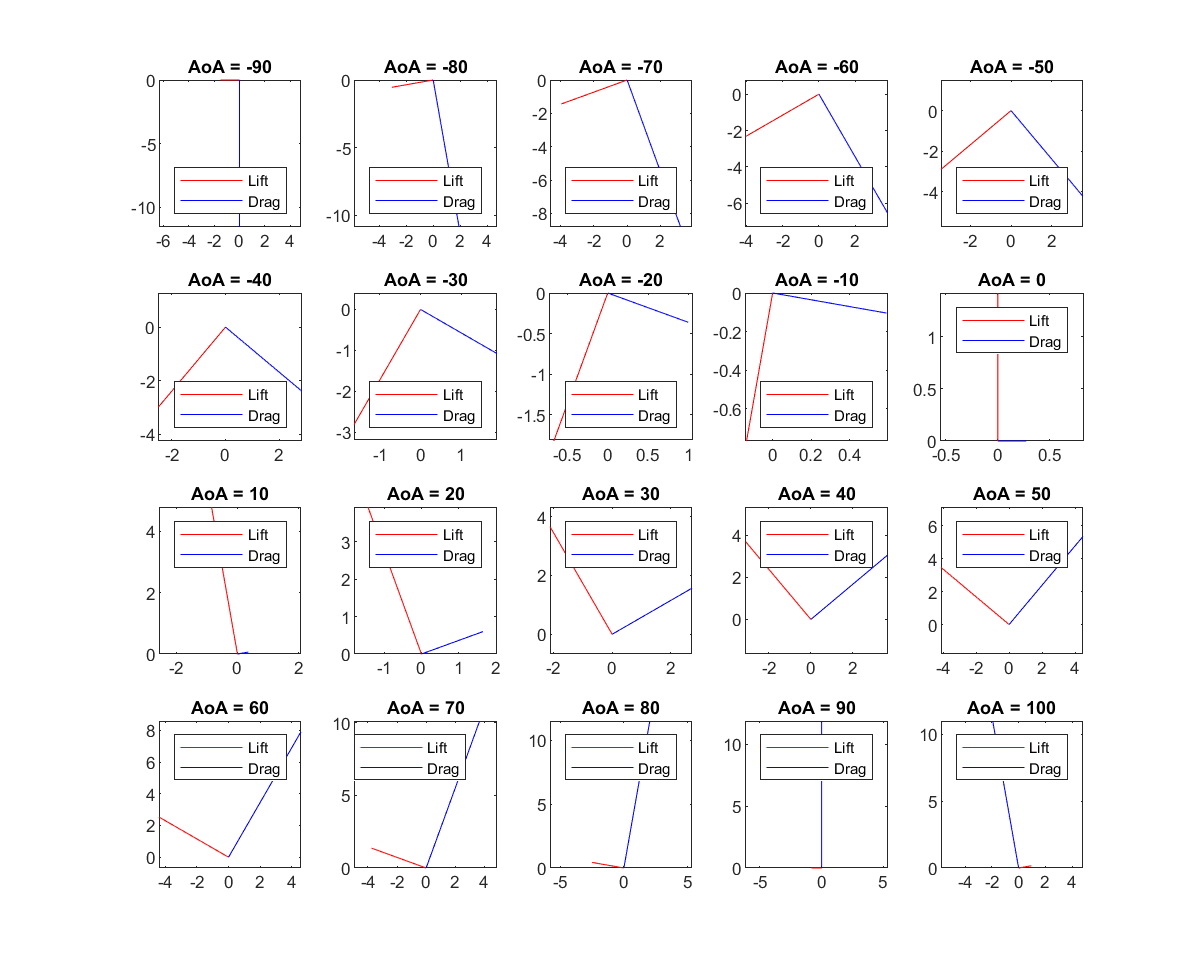 AoA = -90 AoA = -80 AoA = -70 AoA = -60 AoA = -50
0 0 0 0 0
-5 -5 -2 -2 -2
-10 -10 -4 -4 -4
-6 -8 -6
Lift Lift Lift Lift Lift
Drag Drag Drag Drag Drag
-6 -4 -2 0 2 4 -4 -2 0 2 4 -4 -2 0 2 -4 -2 0 2 -2 0 2
AoA = -40 AoA = -30 AoA = -20 AoA = -10 AoA = 0
0 0 0 0 1
-2 -1 -0.5 -0.2 0.5
-4 -2 -1 -0.4 0
-3 -1.5 -0.6
Lift Lift Lift Lift Lift
Drag Drag Drag Drag Drag
-2 0 2 -1 0 1 -0.5 0 0.5 1 0 0.2 0.4 -0.5 0 0.5
AoA = 10 AoA = 20 AoA = 30 AoA = 40 AoA = 50
4 3 4 4 6
2 2 2 2 4
0 1 0 0 2
0 0
Lift Lift Lift Lift Lift
Drag Drag Drag Drag Drag
-2 0 2 -1 0 1 2 -2 0 2 -2 0 2 -4 -2 0 2 4
AoA = 60 AoA = 70 AoA = 80 AoA = 90 AoA = 100
8 10 10 10 10
6 5 5 5 5
4 0 0 0 0
2
0
Lift Lift Lift Lift Lift
Drag Drag Drag Drag Drag
-4 -2 0 2 4 -4 -2 0 2 4 -5 0 5 -5 0 5 -4 -2 0 2 4